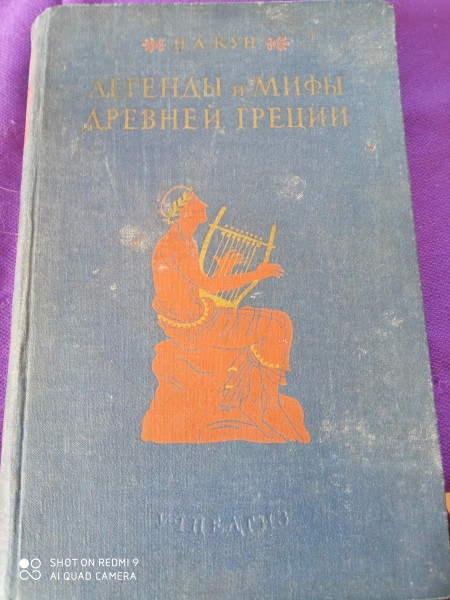 Н. А. КУН
ЛЕГЕНДЫ и МИФЫ
ДРЕВНЕЙ ГРЕЦИИ
УЧПЕДГИЗ
SHOT ON REDMI 9
AI QUAD CAMERA